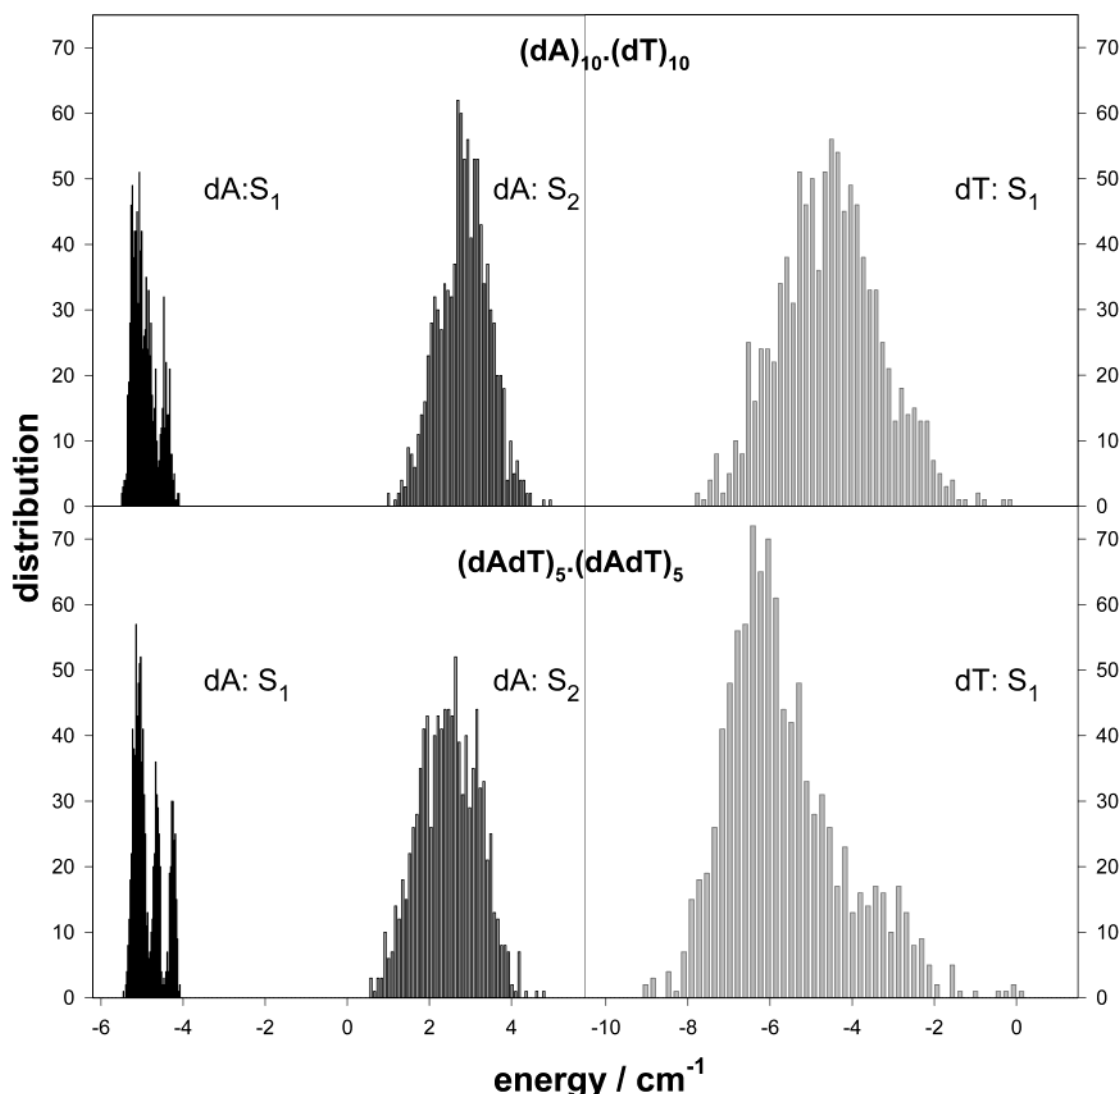 (dA)10.(dT)10
70 70
60 60
dA:S1 dA: S2 dT: S1
50 50
40 40
30 30
20 20
10 10
0 0
distribution
(dAdT)5.(dAdT)5
70 70
60 60
dA: S1 dA: S2 dT: S1
50 50
40 40
30 30
20 20
10 10
0 0
-6 -4 -2 0 2 4 -10 -8 -6 -4 -2 0
energy / cm-1